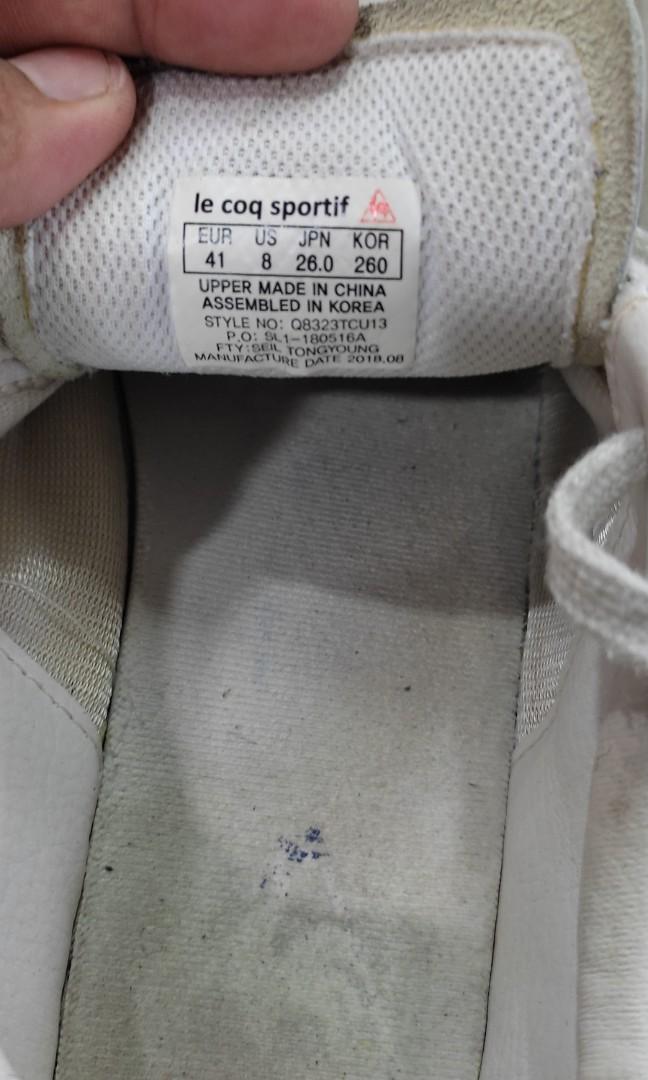 le coq sportif
EUR US JPN KOR
41 8 26.0 260
UPPER MADE IN CHINA
ASSEMBLED IN KOREA
STYLE NO: Q8323TCU13
P.O: SL1-180516A
FTY:SEIL TONGYOUNG
MANUFACTURE DATE 2018.08